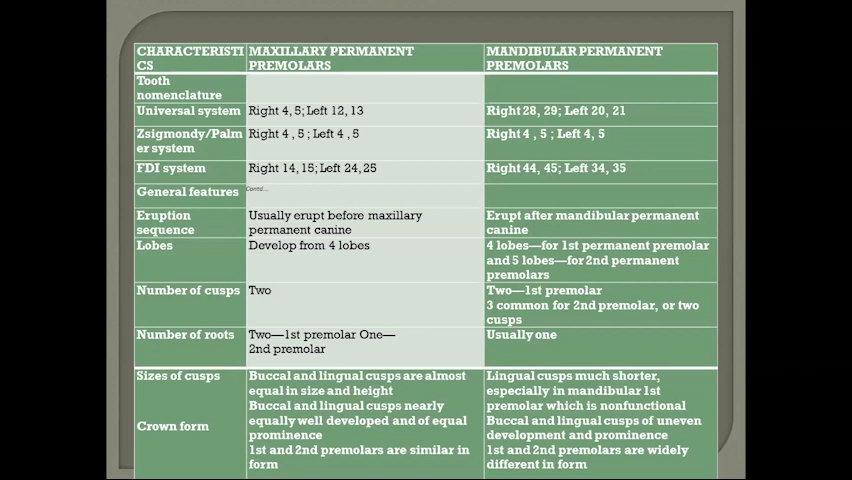 CHARACTERISTI
CS
MAXILLARY PERMANENT
PREMOLARS
MANDIBULAR PERMANENT
PREMOLARS
Tooth
nomenclature
Universal system
Right 4, 5; Left 12, 13
Right 28, 29; Left 20, 21
Zsigmondy/Palm
er system
Right 4 , 5 ; Left 4 , 5
Right 4 , 5 ; Left 4, 5
FDI system
Right 14, 15; Left 24, 25
Right 44, 45; Left 34, 35
General features
Contd...
Eruption
sequence
Usually erupt before maxillary
permanent canine
Erupt after mandibular permanent
canine
Lobes
Develop from 4 lobes
4 lobes—for 1st permanent premolar
and 5 lobes—for 2nd permanent
premolars
Number of cusps
Two
Two—1st premolar
3 common for 2nd premolar, or two
cusps
Number of roots
Two—1st premolar One—
2nd premolar
Usually one
Sizes of cusps
Buccal and lingual cusps are almost
equal in size and height
Lingual cusps much shorter,
especially in mandibular 1st
premolar which is nonfunctional
Crown form
Buccal and lingual cusps nearly
equally well developed and of equal
prominence
1st and 2nd premolars are similar in
form
Buccal and lingual cusps of uneven
development and prominence
1st and 2nd premolars are widely
different in form